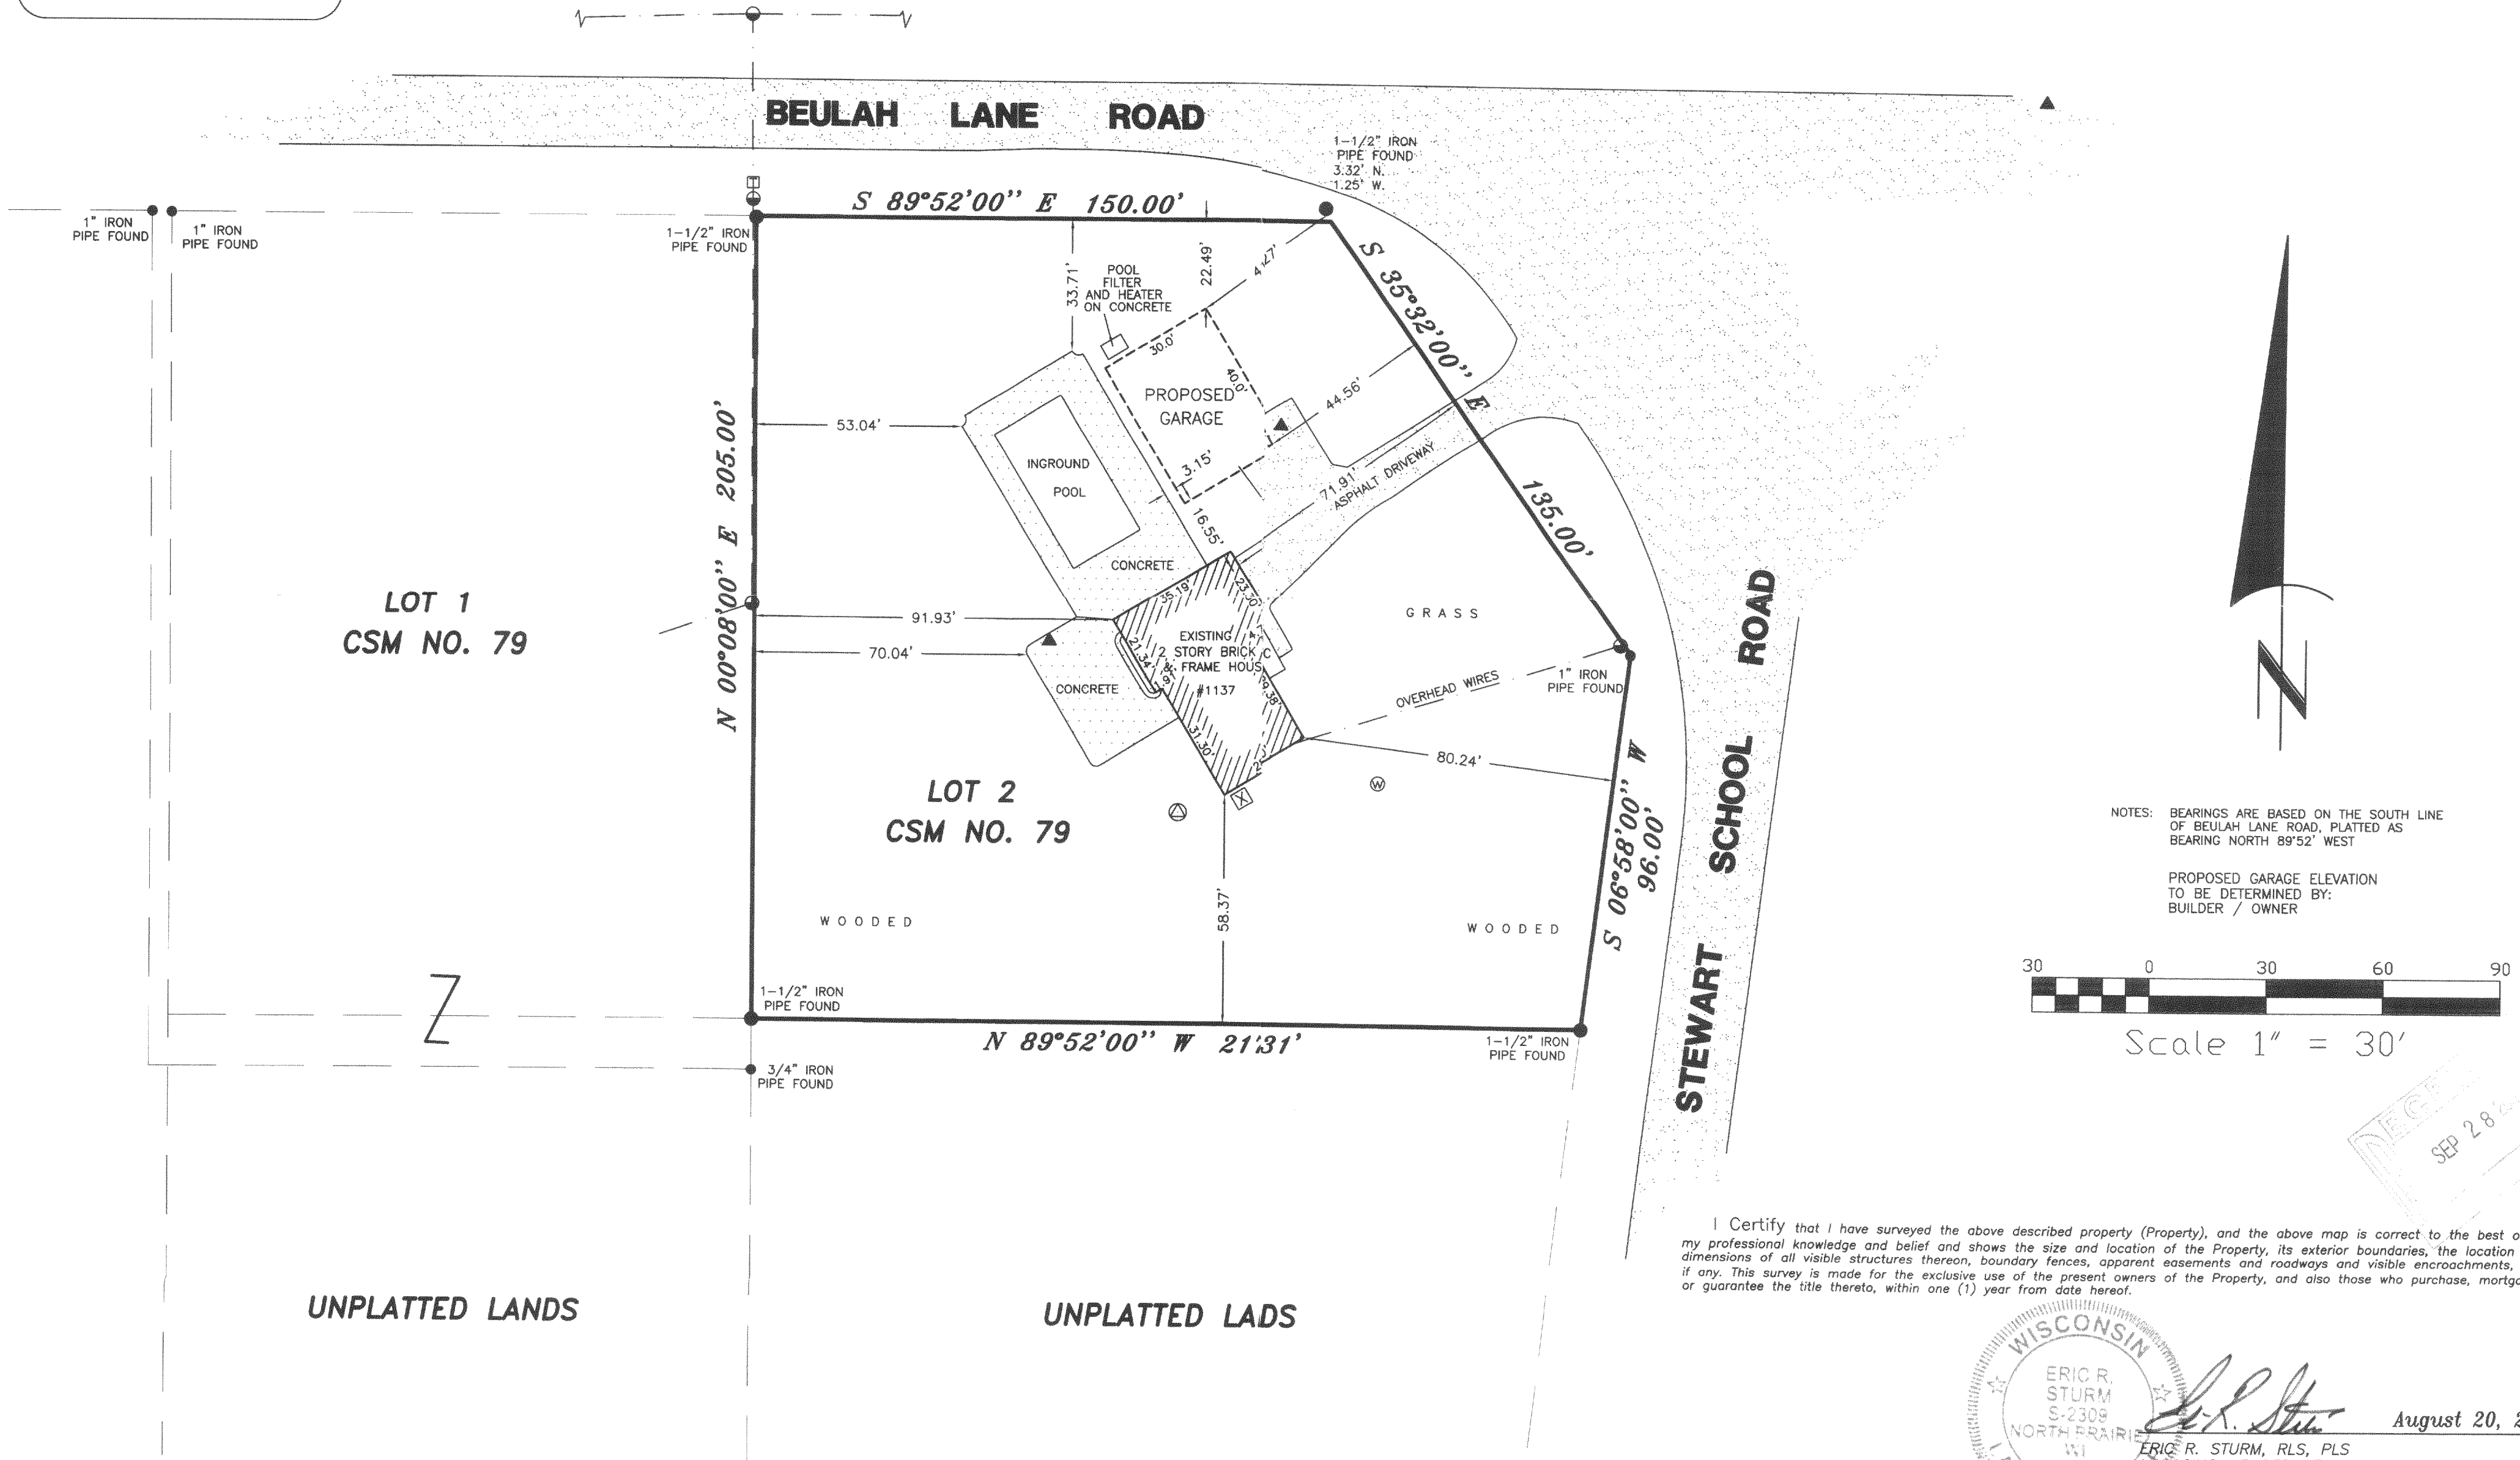 BEULAH LANE ROAD
1-1/2" IRON
PIPE FOUND
3.32' N.
1.25' W.
T
S 89°52'00'' E 150.00'
1" IRON
PIPE FOUND
1" IRON
PIPE FOUND
1-1/2" IRON
PIPE FOUND
33.71'
22.49'
POOL
FILTER
AND HEATER
ON CONCRETE
S 35°32'00'' E
135.00'
30.0'
40.0'
PROPOSED
GARAGE
44.56'
53.04'
INGROUND
POOL
3.15'
16.55'
71.91'
ASPHALT DRIVEWAY
N 00°08'00'' E 205.00'
CONCRETE
LOT 1
CSM NO. 79
91.93'
35.19'
23.30'
GRASS
70.04'
21.34'
EXISTING
2 STORY BRICK
& FRAME HOUS
#1137
CONCRETE
31.30'
OVERHEAD WIRES
1" IRON
PIPE FOUND
80.24'
W
LOT 2
CSM NO. 79
S 06°58'00'' W
96.00'
STEWART SCHOOL ROAD
58.37'
WOODED
WOODED
1-1/2" IRON
PIPE FOUND
N 89°52'00'' W 21'31'
1-1/2" IRON
PIPE FOUND
3/4" IRON
PIPE FOUND
Z
N
NOTES: BEARINGS ARE BASED ON THE SOUTH LINE
OF BEULAH LANE ROAD, PLATTED AS
BEARING NORTH 89°52' WEST
PROPOSED GARAGE ELEVATION
TO BE DETERMINED BY:
BUILDER / OWNER
30 0 30 60 90
Scale 1" = 30'
SEP 28
UNPLATTED LANDS
UNPLATTED LADS
I Certify that I have surveyed the above described property (Property), and the above map is correct to the best o
my professional knowledge and belief and shows the size and location of the Property, its exterior boundaries, the location
dimensions of all visible structures thereon, boundary fences, apparent easements and roadways and visible encroachments,
if any. This survey is made for the exclusive use of the present owners of the Property, and also those who purchase, mortga
or guarantee the title thereto, within one (1) year from date hereof.
WISCONSIN
ERIC R.
STURM
S-2309
NORTH PRAIRIE
WI
August 20, 2
ERIC R. STURM, RLS, PLS